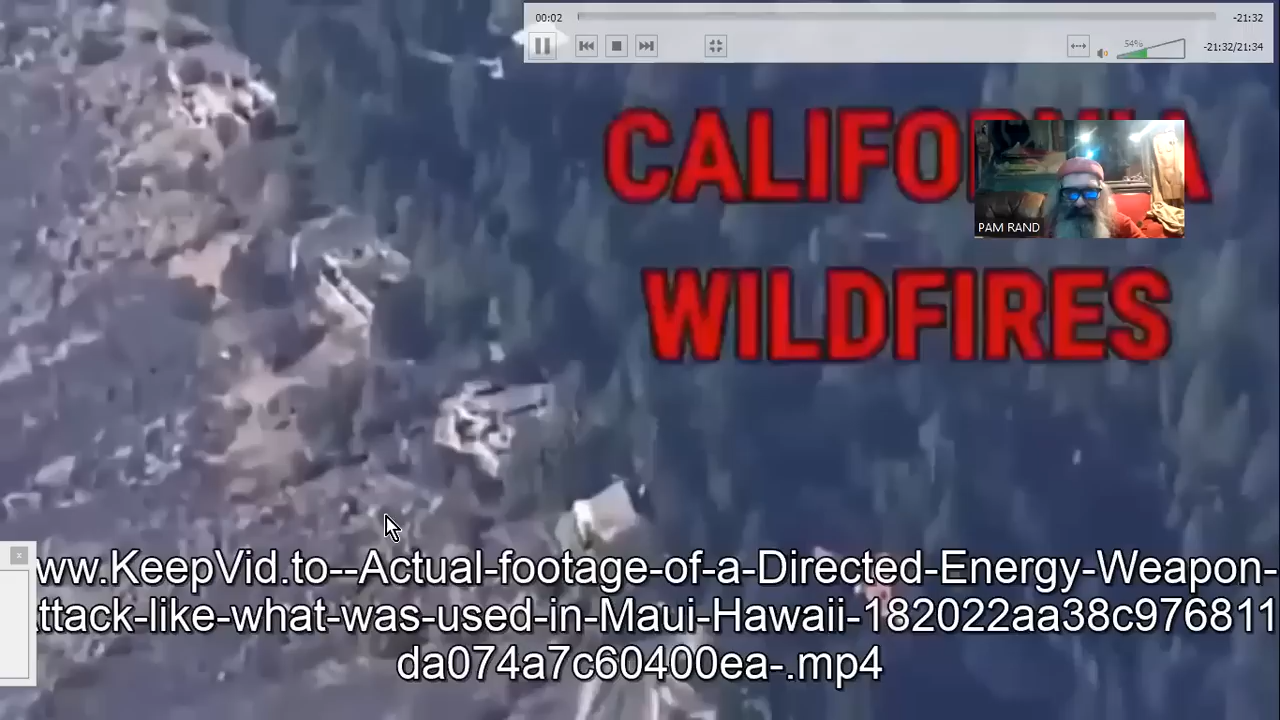 00:02
-21:32
54%
-21:32/21:34
CALIFORNIA
PAM RAND
WILDFIRES
ww.KeepVid.to--Actual-footage-of-a-Directed-Energy-Weapon-
ttack-like-what-was-used-in-Maui-Hawaii-182022aa38c976811
da074a7c60400ea-.mp4